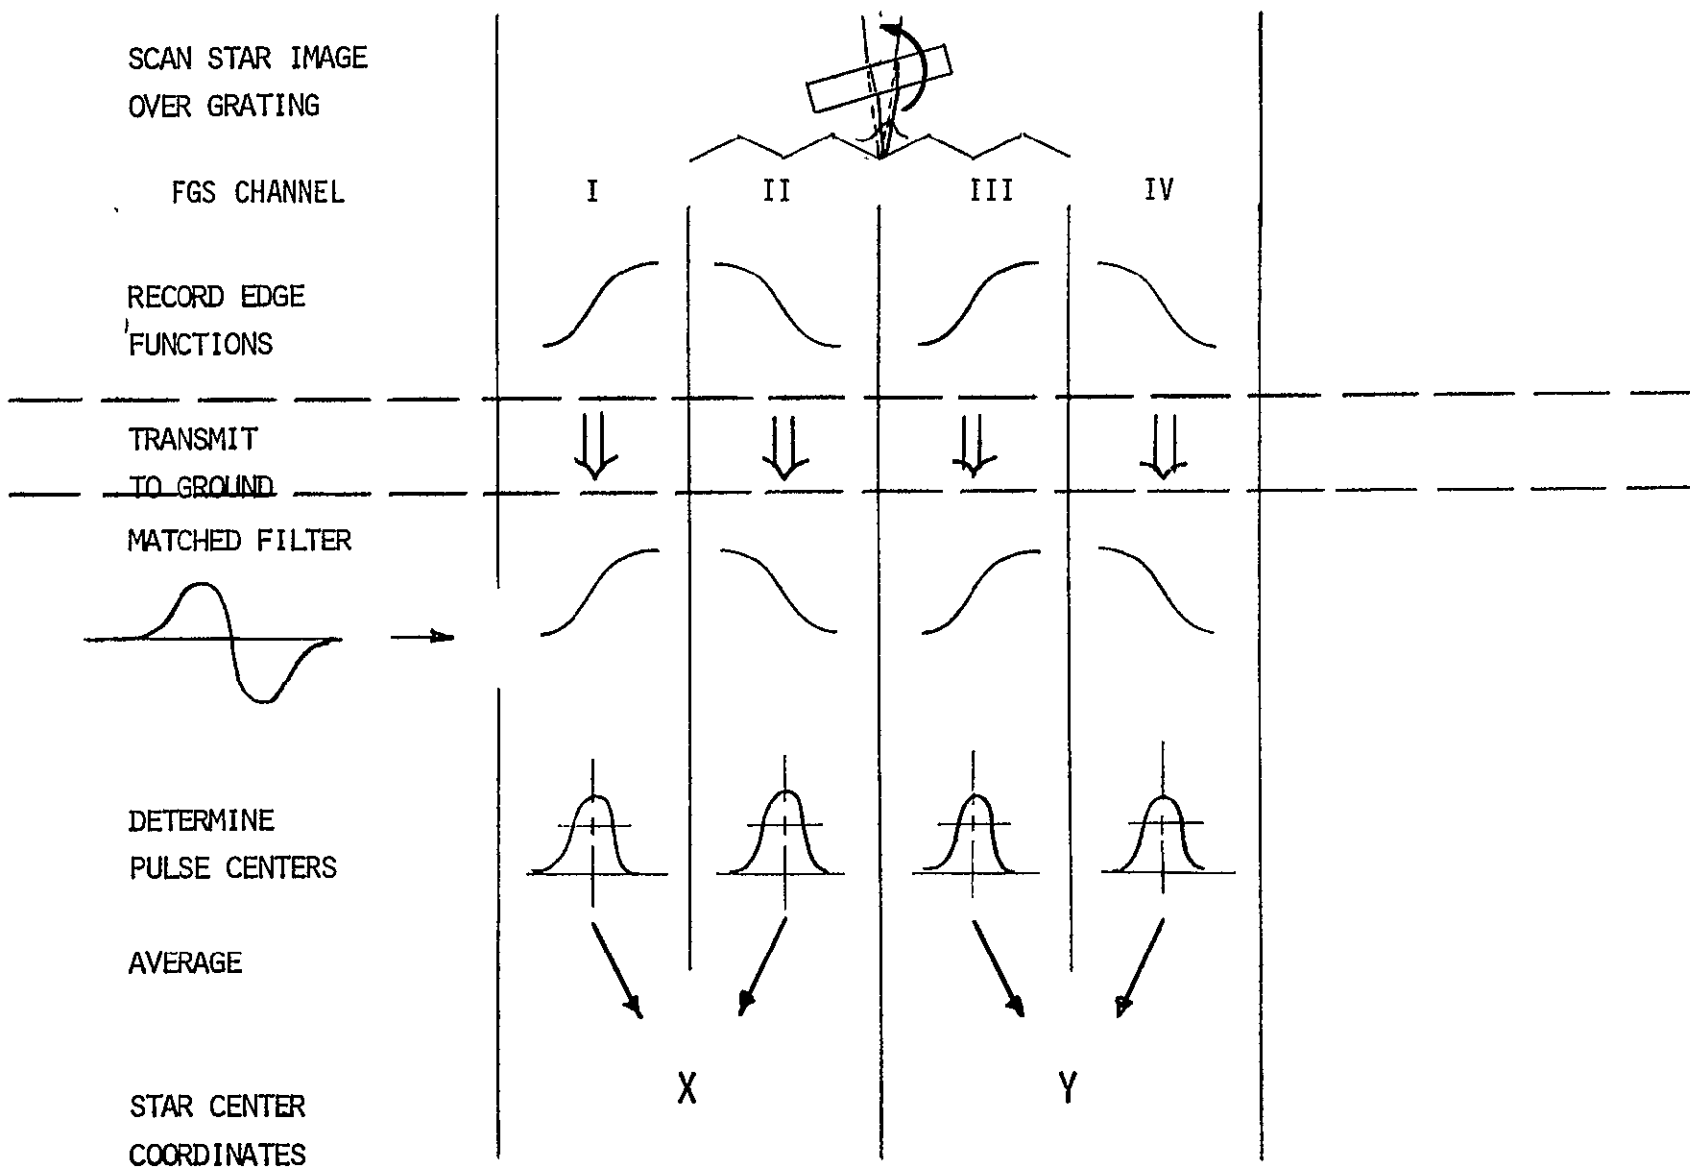 SCAN STAR IMAGE
OVER GRATING
FGS CHANNEL
I
II
III
IV
RECORD EDGE
FUNCTIONS
TRANSMIT
TO GROUND
MATCHED FILTER
DETERMINE
PULSE CENTERS
AVERAGE
X
Y
STAR CENTER
COORDINATES